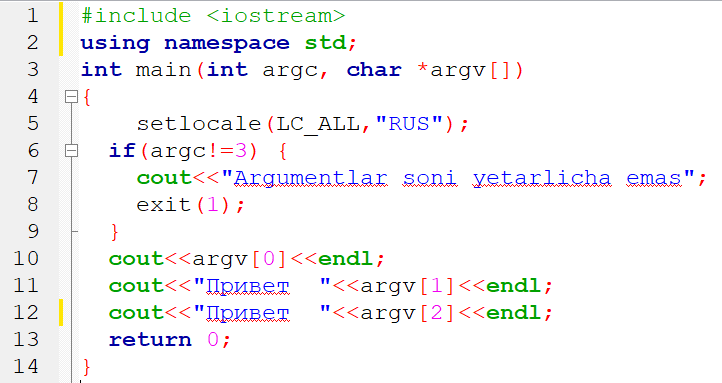 1 #include <iostream>
2 using namespace std;
3 int main(int argc, char *argv[])
4 {
5 setlocale(LC_ALL,"RUS");
6 if(argc!=3) {
7 cout<<"Argumentlar soni yetarlicha emas";
8 exit(1);
9 }
10 cout<<argv[0]<<endl;
11 cout<<"Привет  "<<argv[1]<<endl;
12 cout<<"Привет  "<<argv[2]<<endl;
13 return 0;
14 }